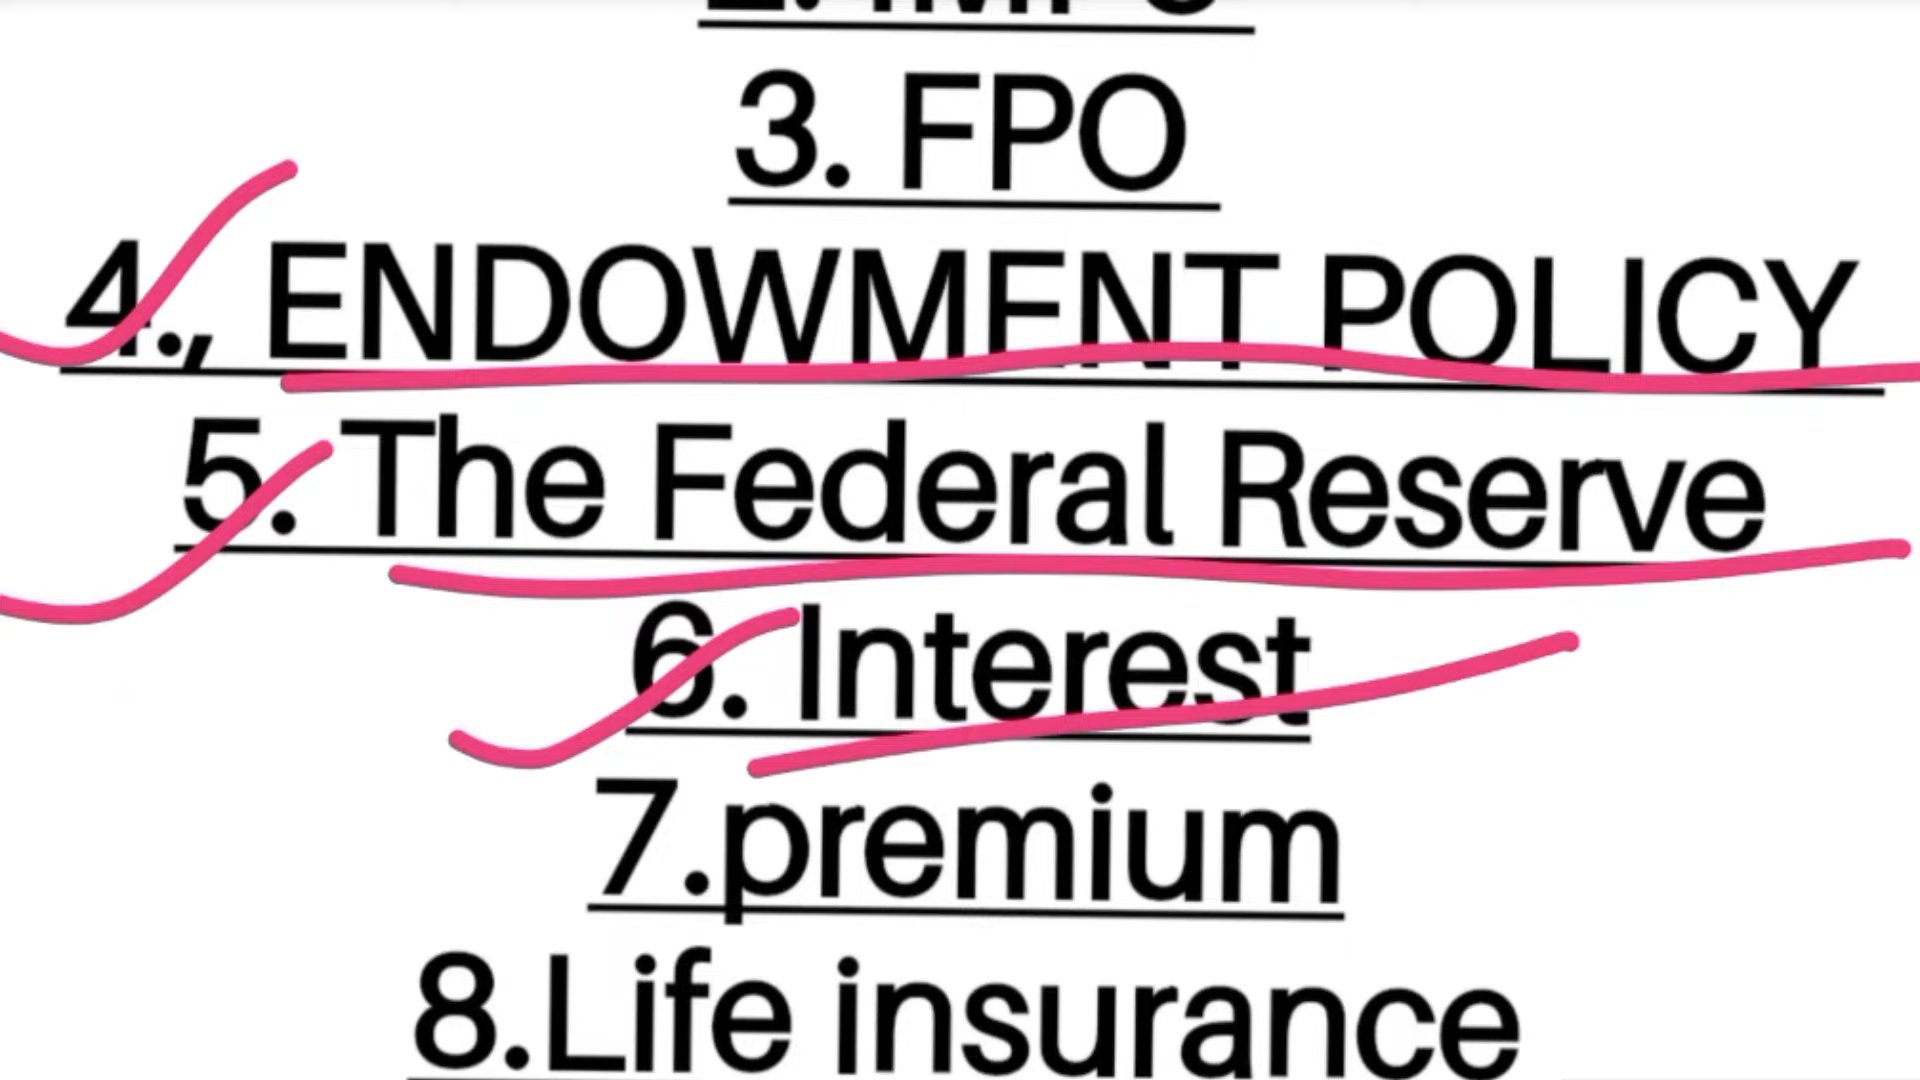 3. FPO
4., ENDOWMENT POLICY
5. The Federal Reserve
6. Interest
7.premium
8.Life insurance